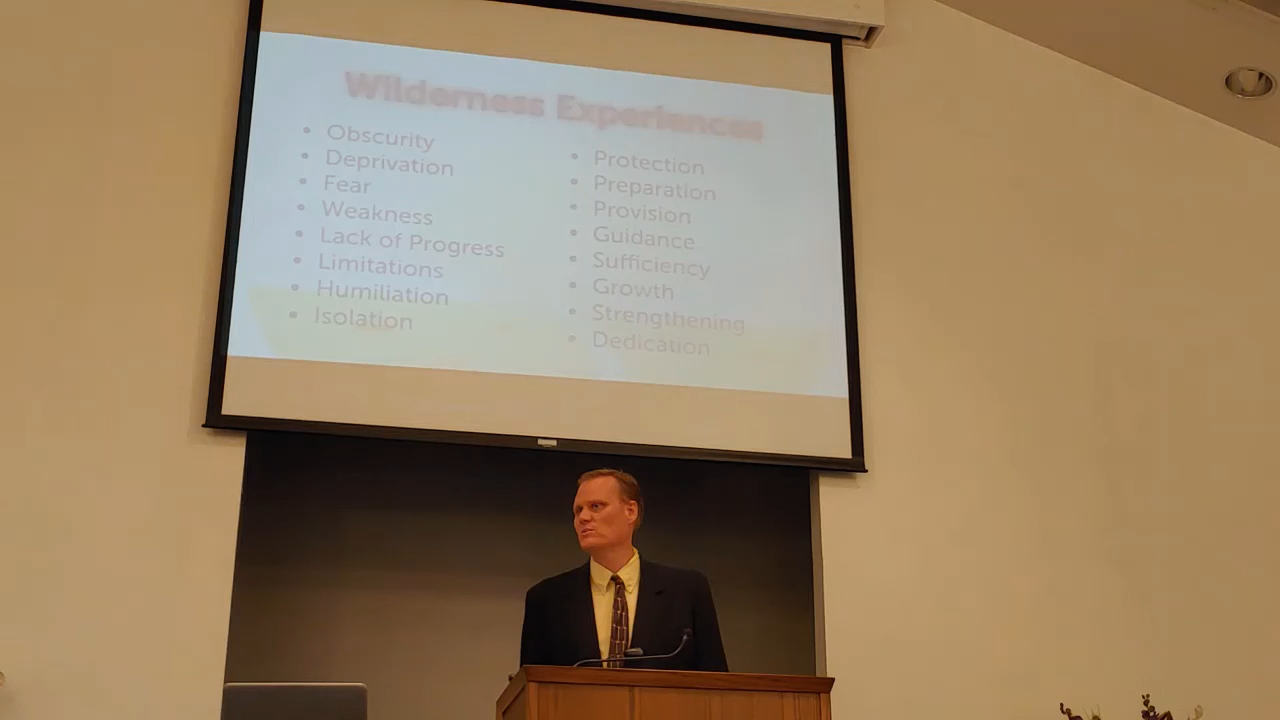 Wilderness Experiences
• Obscurity
• Deprivation
• Fear
• Weakness
• Lack of Progress
• Limitations
• Humiliation
• Isolation
• Protection
• Preparation
• Provision
• Guidance
• Sufficiency
• Growth
• Strengthening
• Dedication